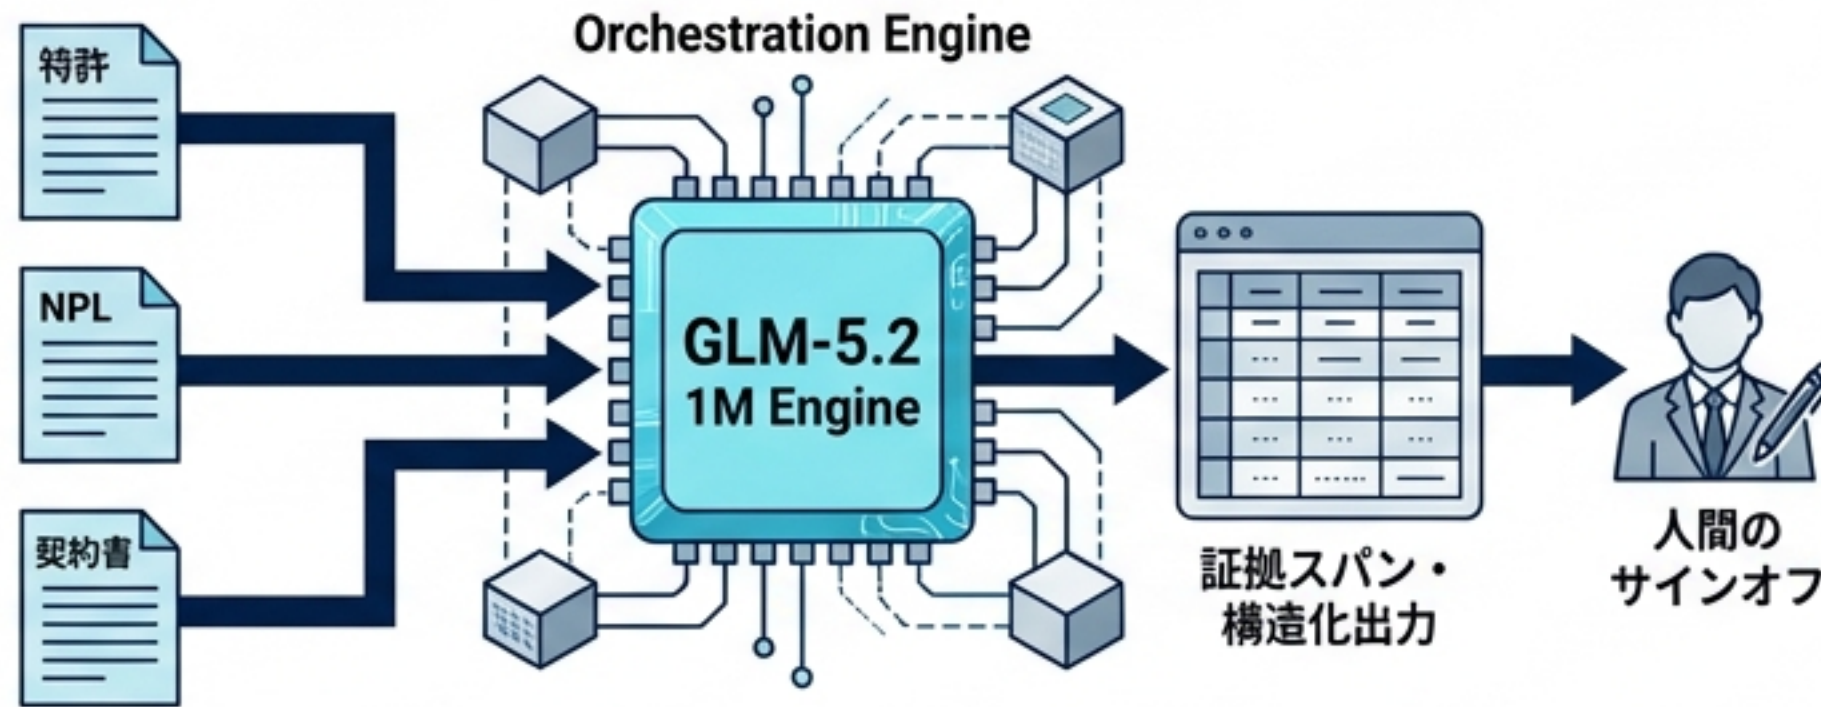 Orchestration Engine
特許
NPL
契約書
GLM-5.2
1M Engine
証拠スパン・
構造化出力
人間の
サインオフ